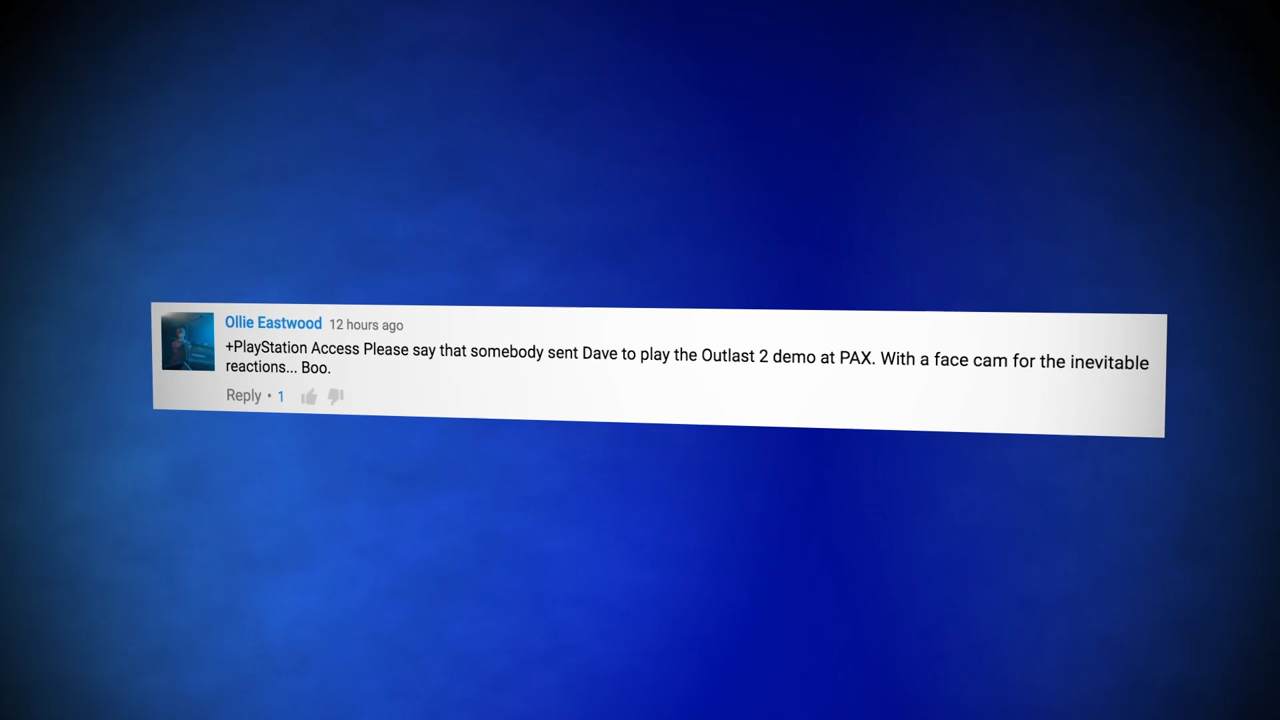 Ollie Eastwood 12 hours ago
+PlayStation Access Please say that somebody sent Dave to play the Outlast 2 demo at PAX. With a face cam for the inevitable
reactions... Boo.
Reply • 1